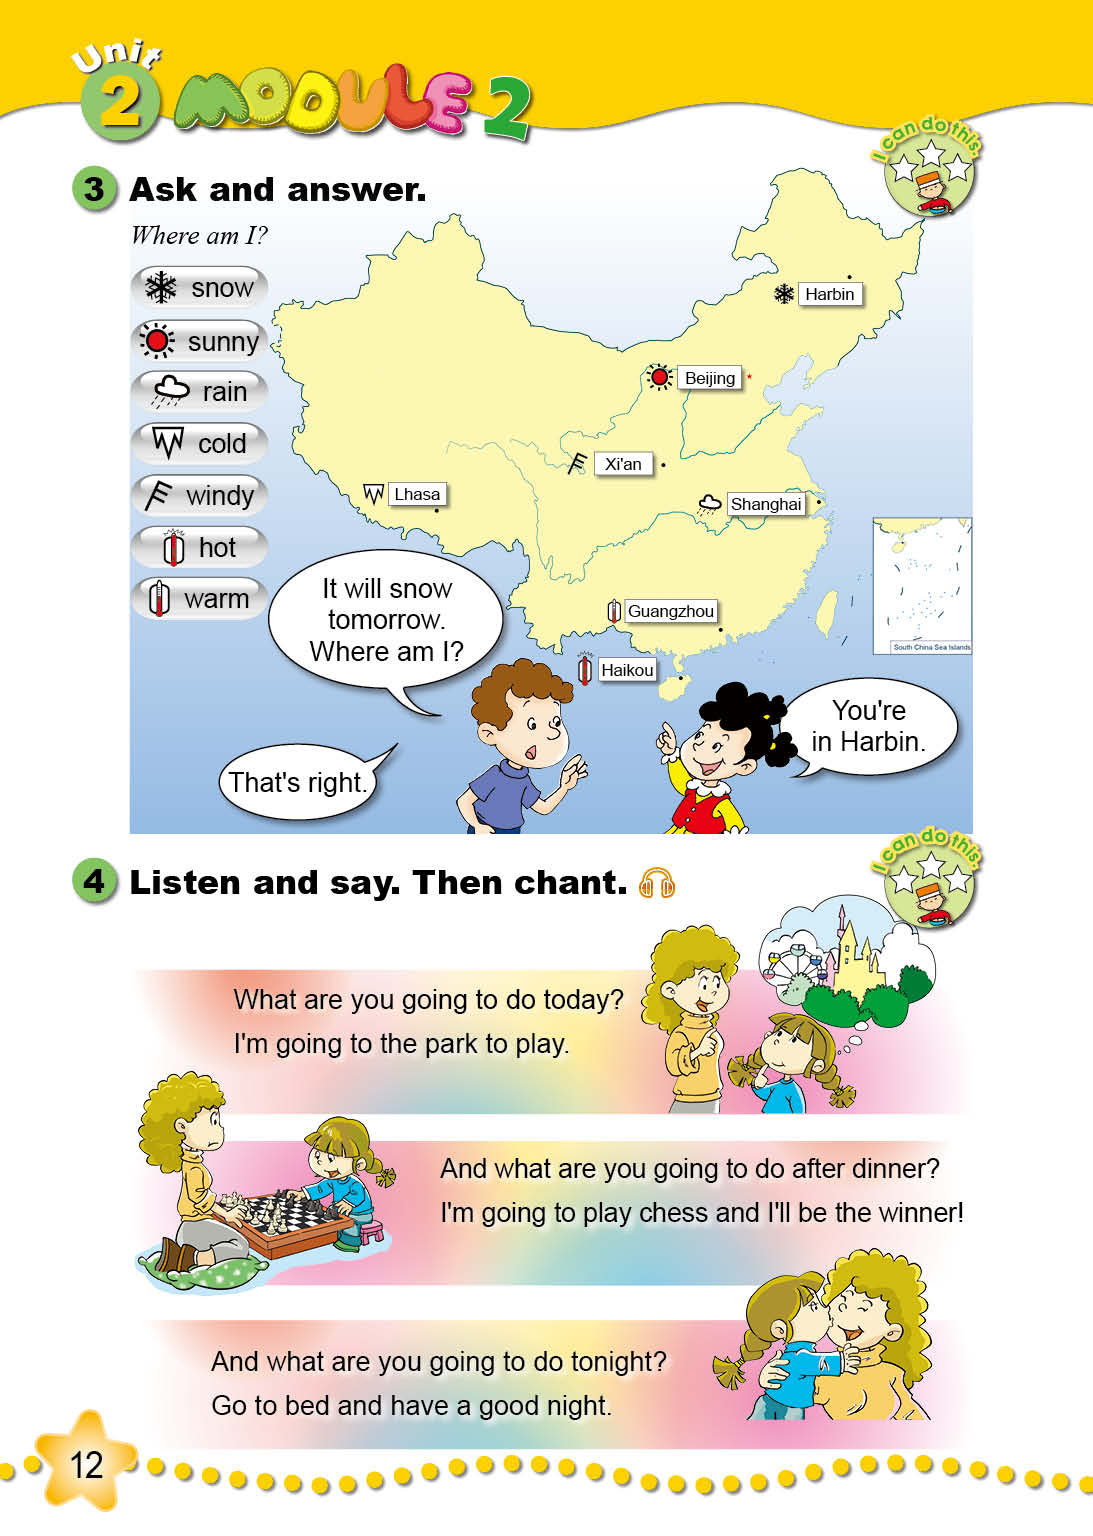 Unit
2 MODULE 2
I can do this.
3 Ask and answer.
Where am I?
snow
sunny
rain
cold
windy
hot
warm
Harbin
Beijing
Xi'an
Lhasa
Shanghai
Guangzhou
Haikou
South China Sea Islands
It will snow
tomorrow.
Where am I?
You're
in Harbin.
That's right.
I can do this.
4 Listen and say. Then chant.
What are you going to do today?
I'm going to the park to play.
And what are you going to do after dinner?
I'm going to play chess and I'll be the winner!
And what are you going to do tonight?
Go to bed and have a good night.
12